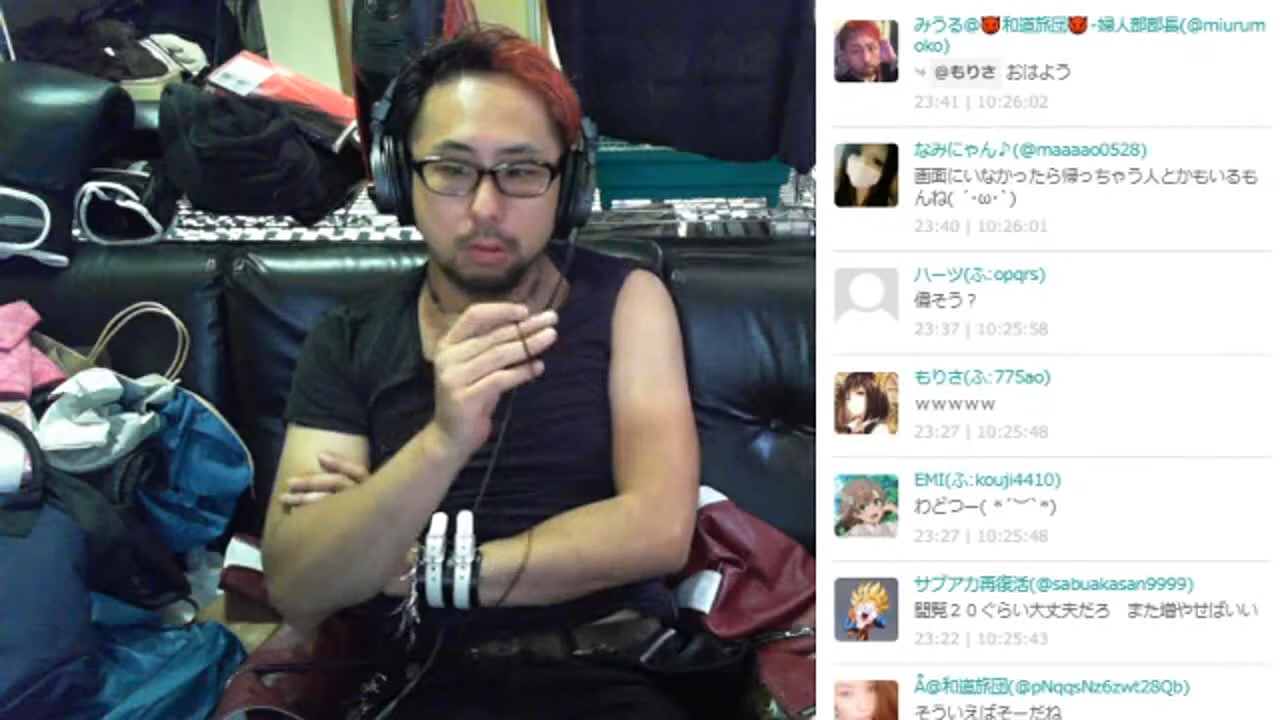 みうる@👿和道旅団👿-婦人部部長(@miurum
oko)
@もりさ おはよう
23:41 | 10:26:02
なみにゃん♪(@maaaao0528)
画面にいなかったら帰っちゃう人とかもいるも
んね( ´･ω･`)
23:40 | 10:26:01
ハーツ(ふ:opqrs)
偉そう？
23:37 | 10:25:58
もりさ(ふ:775ao)
ｗｗｗｗｗ
23:27 | 10:25:48
EMI(ふ:kouji4410)
わどつー( *´︶`*)
23:27 | 10:25:48
サブアカ再復活(@sabuakasan9999)
閲覧２０ぐらい大丈夫だろ　また増やせばいい
23:22 | 10:25:43
Å@和道旅団(@pNqqsNz6zwt28Qb)
そういえばそーだね